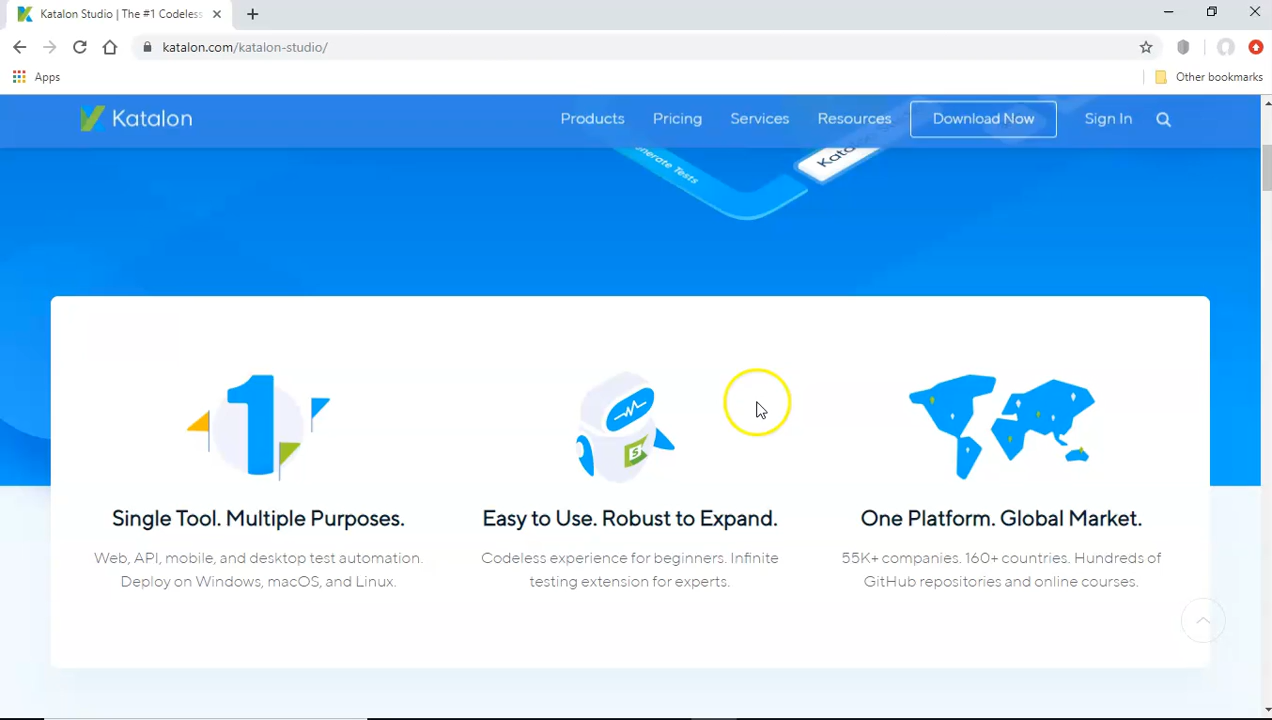 Katalon Studio | The #1 Codeless
katalon.com/katalon-studio/
Apps
Other bookmarks
Katalon
Products
Pricing
Services
Resources
Download Now
Sign In
Generate Tests
Single Tool. Multiple Purposes.
Web, API, mobile, and desktop test automation.
Deploy on Windows, macOS, and Linux.
Easy to Use. Robust to Expand.
Codeless experience for beginners. Infinite
testing extension for experts.
One Platform. Global Market.
55K+ companies. 160+ countries. Hundreds of
GitHub repositories and online courses.